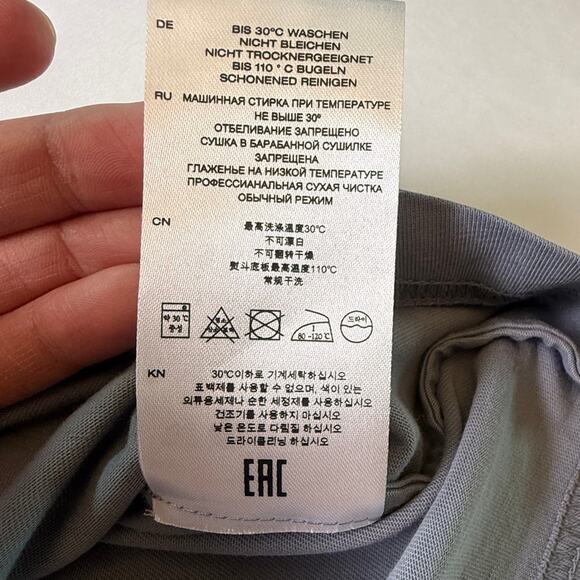 DE BIS 30°C WASCHEN
NICHT BLEICHEN
NICHT TROCKNERGEEIGNET
BIS 110 ° C BUGELN
SCHONENED REINIGEN
RU МАШИННАЯ СТИРКА ПРИ ТЕМПЕРАТУРЕ
НЕ ВЫШЕ 30°
ОТБЕЛИВАНИЕ ЗАПРЕЩЕНО
СУШКА В БАРАБАННОЙ СУШИЛКЕ
ЗАПРЕЩЕНА
ГЛАЖЕНЬЕ НА НИЗКОЙ ТЕМПЕРАТУРЕ
ПРОФЕССИАНАЛЬНАЯ СУХАЯ ЧИСТКА
ОБЫЧНЫЙ РЕЖИМ
CN 最高洗涤温度30℃
不可漂白
不可翻转干燥
熨斗底板最高温度110℃
常规干洗
약 30℃ 중성
1 80-120℃
드라이
KN 30℃이하로 기계세탁하십시오
표백제를 사용할 수 없으며, 색이 있는
의류용세제나 순한 세정제를 사용하십시오
건조기를 사용하지 마십시오
낮은 온도로 다림질 하십시오
드라이클리닝 하십시오
EAC